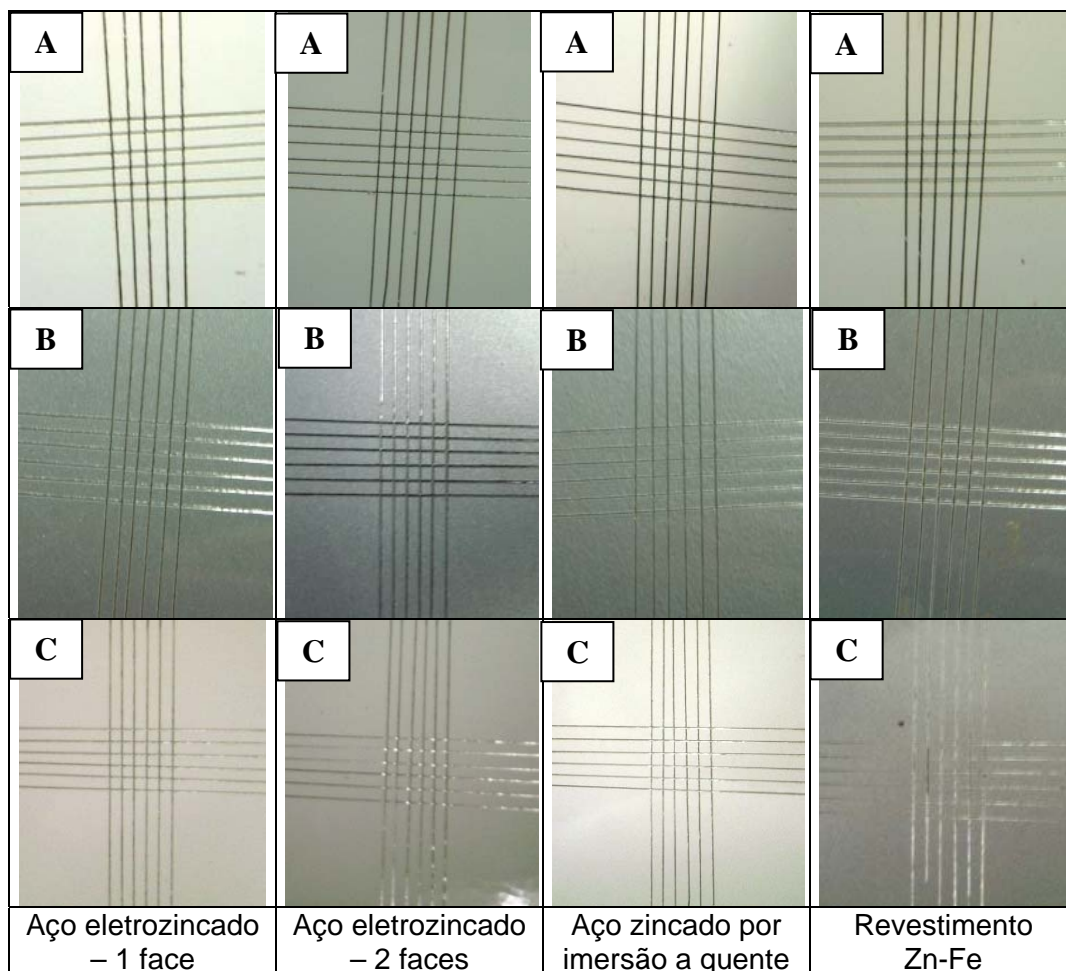 A
A
A
A
B
B
B
B
C
C
C
C
Aço eletrozincado
– 1 face
Aço eletrozincado
– 2 faces
Aço zincado por
imersão a quente
Revestimento
Zn-Fe